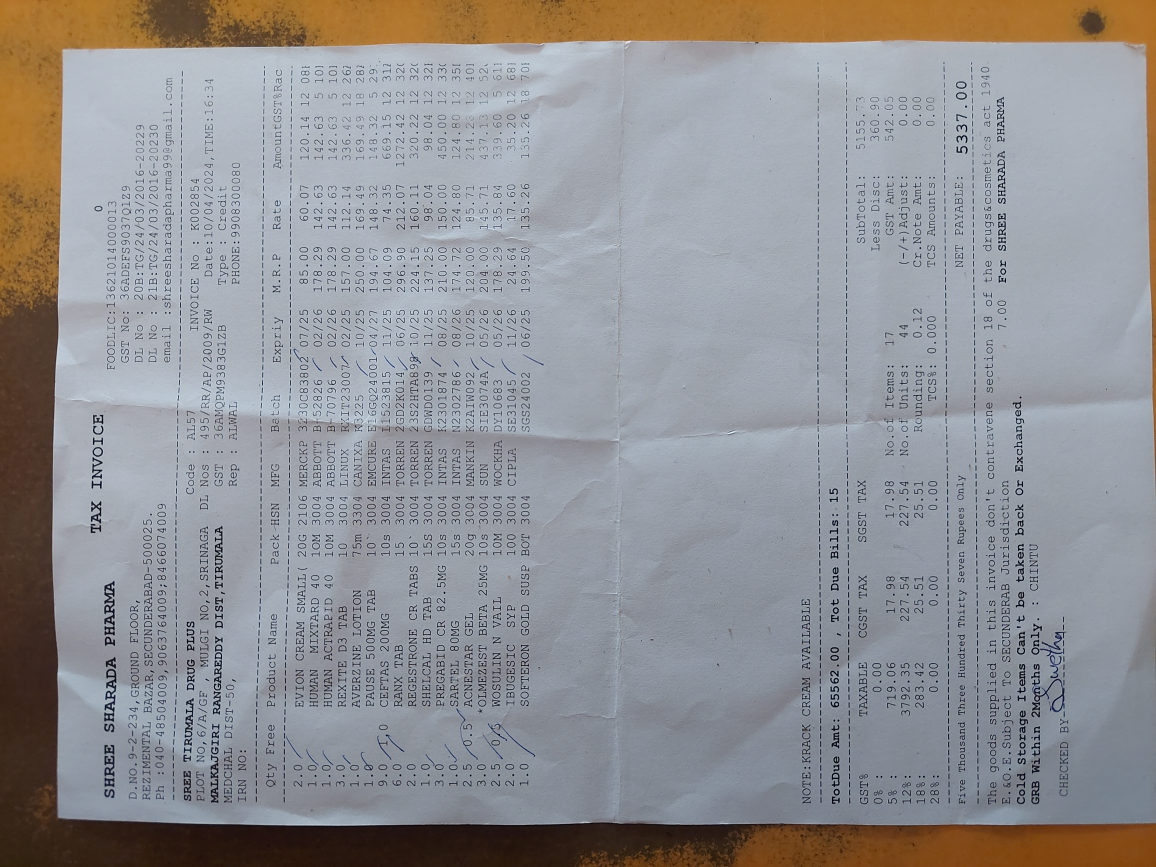 SHREE SHARADA PHARMA TAX INVOICE 0
D.NO.9-2-234,GROUND FLOOR, FOODLIC:13621014000013
REZIMENTAL BAZAR,SECUNDERABAD-500025. GST No: 36ADEFS9037Q1Z9
Ph :040-48504009,9063764009;8466074009 DL No : 20B:TG/24/03/2016-20229
DL No : 21B:TG/24/03/2016-20230
email :shreesharadapharma99@gmail.com
SREE TIRUMALA DRUG PLUS Code : AL57 INVOICE No : K002854
PLOT NO,6/A/GF , MULGI NO,2,SRINAGA DL Nos : 495/RR/AP/2009/RW Date:10/04/2024,TIME:16:34
MALKAJGIRI RANGAREDDY DIST,TIRUMALA GST : 36AMQPM9383G1ZB Type : Credit
MEDCHAL DIST-50, Rep : ALWAL PHONE:9908300080
IRN NO:
Qty Free Product Name Pack HSN MFG Batch Expriy M.R.P Rate Amount GST% Rac
2.0 EVION CREAM SMALL( 20G 2106 MERCKP 3230C83802 07/25 85.00 60.07 120.14 12
1.0 HUMAN MIXTARD 40 10M 3004 ABBOTT 02/26 178.29 142.63 142.63 5
1.0 HUMAN ACTRAPID 40 10M 3004 ABBOTT 02/26 178.29 142.63 142.63 5
3.0 REXITE D3 TAB 10 3004 LINUX 02/25 157.00 112.14 336.42 12
1.0 AVERZINE LOTION 75m 3304 CANIXA 10/25 250.00 169.49 169.49 18
1.0 PAUSE 500MG TAB 10 3004 EMCURE 04/27 194.67 148.32 148.32 5
9.0 CEFTAS 200MG 10s 3004 INTAS 11/25 104.09 74.35 669.15 12
6.0 RANX TAB 15 3004 TORREN 2GD2K014 06/25 296.90 212.07 1272.42 12
2.0 REGESTRONE CR TABS 10 3004 TORREN 10/25 224.15 160.11 320.22 12
1.0 SHELCAL HD TAB 15S 3004 TORREN GDWD0139 11/25 137.25 98.04 98.04 12
3.0 PREGABID CR 82.5MG 10s 3004 INTAS K2301874 08/25 210.00 150.00 450.00 12
1.0 SARTEL 80MG 15s 3004 INTAS N2302786 08/26 174.72 124.80 124.80 12
2.5 0.5 ACNESTAR GEL 20g 3004 MANKIN K2AIW092 10/25 120.00 85.71 214.28 12
3.0 *OLMEZEST BETA 25MG 10s 3004 SUN SIE3074A 05/26 204.00 145.71 437.13 12
2.5 WOSULIN N VAIL 10M 3004 WOCKHA DY10683 05/26 178.29 135.84 339.60 5
2.0 IBUGESIC SYP 100 3004 CIPLA SE31045 11/26 24.64 17.60 35.20 12
1.0 SOFTERON GOLD SUSP BOT 3004 SGS24002 06/25 199.50 135.26 135.26 18
NOTE:KRACK CREAM AVAILABLE
TotDue Amt: 65562.00 , Tot Due Bills: 15
GST% TAXABLE CGST TAX SGST TAX No.of Items: 17 SubTotal: 5155.73
0% : 0.00 No.of Units: 44 Less Disc: 360.90
5% : 719.06 17.98 17.98 Rounding: 0.12 GST Amt: 542.05
12%: 3792.35 227.54 227.54 TCS%: 0.000 (-/+)Adjust: 0.00
18%: 283.42 25.51 25.51 Cr.Note Amt: 0.00
28%: 0.00 0.00 0.00 TCS Amounts: 0.00
Five Thousand Three Hundred Thirty Seven Rupees Only NET PAYABLE: 5337.00
The goods supplied in this invoice don't contravene section 18 of the drugs&cosmetics act 1940
E.&O.E.Subject To SECUNDERAB Jurisdiction 7.00 For SHREE SHARADA PHARMA
Cold Storage Items Can't be taken back Or Exchanged.
GRB Within 2Months Only. : CHINTU
CHECKED BY